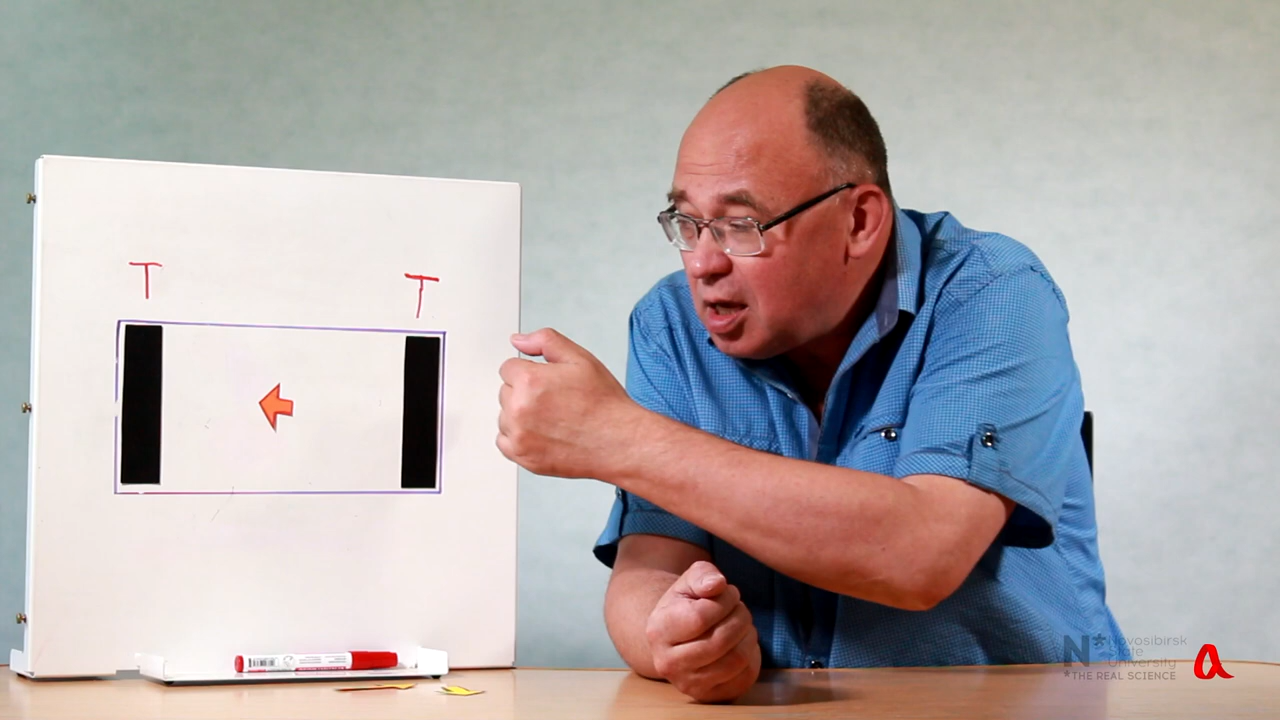 T T
N*
Novosibirsk
State
University
*THE REAL SCIENCE